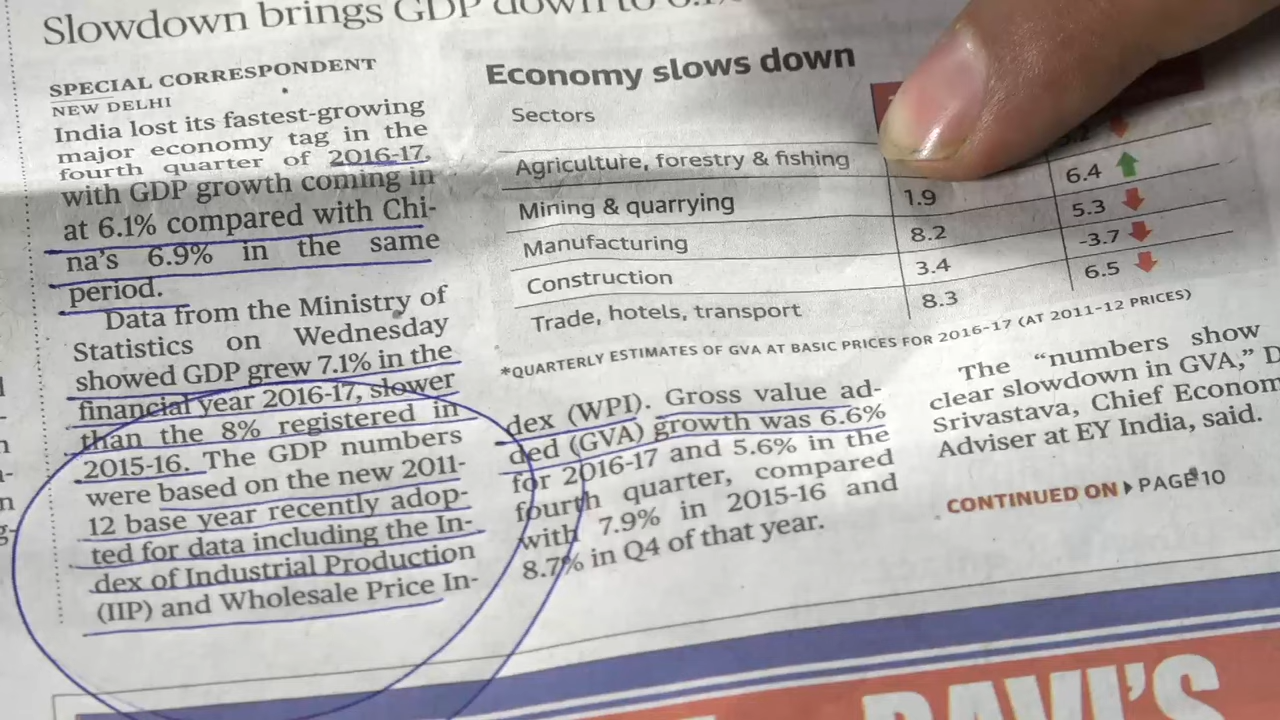 Slowdown brings GDP down to 6.1%
SPECIAL CORRESPONDENT
NEW DELHI
India lost its fastest-growing
major economy tag in the
fourth quarter of 2016-17,
with GDP growth coming in
at 6.1% compared with Chi-
na's 6.9% in the same
period.
Data from the Ministry of
Statistics on Wednesday
showed GDP grew 7.1% in the
financial year 2016-17, slower
than the 8% registered in
2015-16. The GDP numbers
were based on the new 2011-
12 base year recently adop-
ted for data including the In-
dex of Industrial Production
(IIP) and Wholesale Price In-
Economy slows down
Sectors
Agriculture, forestry & fishing 5.2
Mining & quarrying 1.9 6.4
Manufacturing 8.2 5.3
Construction 3.4 -3.7
Trade, hotels, transport 8.3 6.5
*QUARTERLY ESTIMATES OF GVA AT BASIC PRICES FOR 2016-17 (AT 2011-12 PRICES)
dex (WPI). Gross value ad-
ded (GVA) growth was 6.6%
for 2016-17 and 5.6% in the
fourth quarter, compared
with 7.9% in 2015-16 and
8.7% in Q4 of that year.
The "numbers show
clear slowdown in GVA," D
Srivastava, Chief Econom
Adviser at EY India, said.
CONTINUED ON PAGE 10
RAVI'S